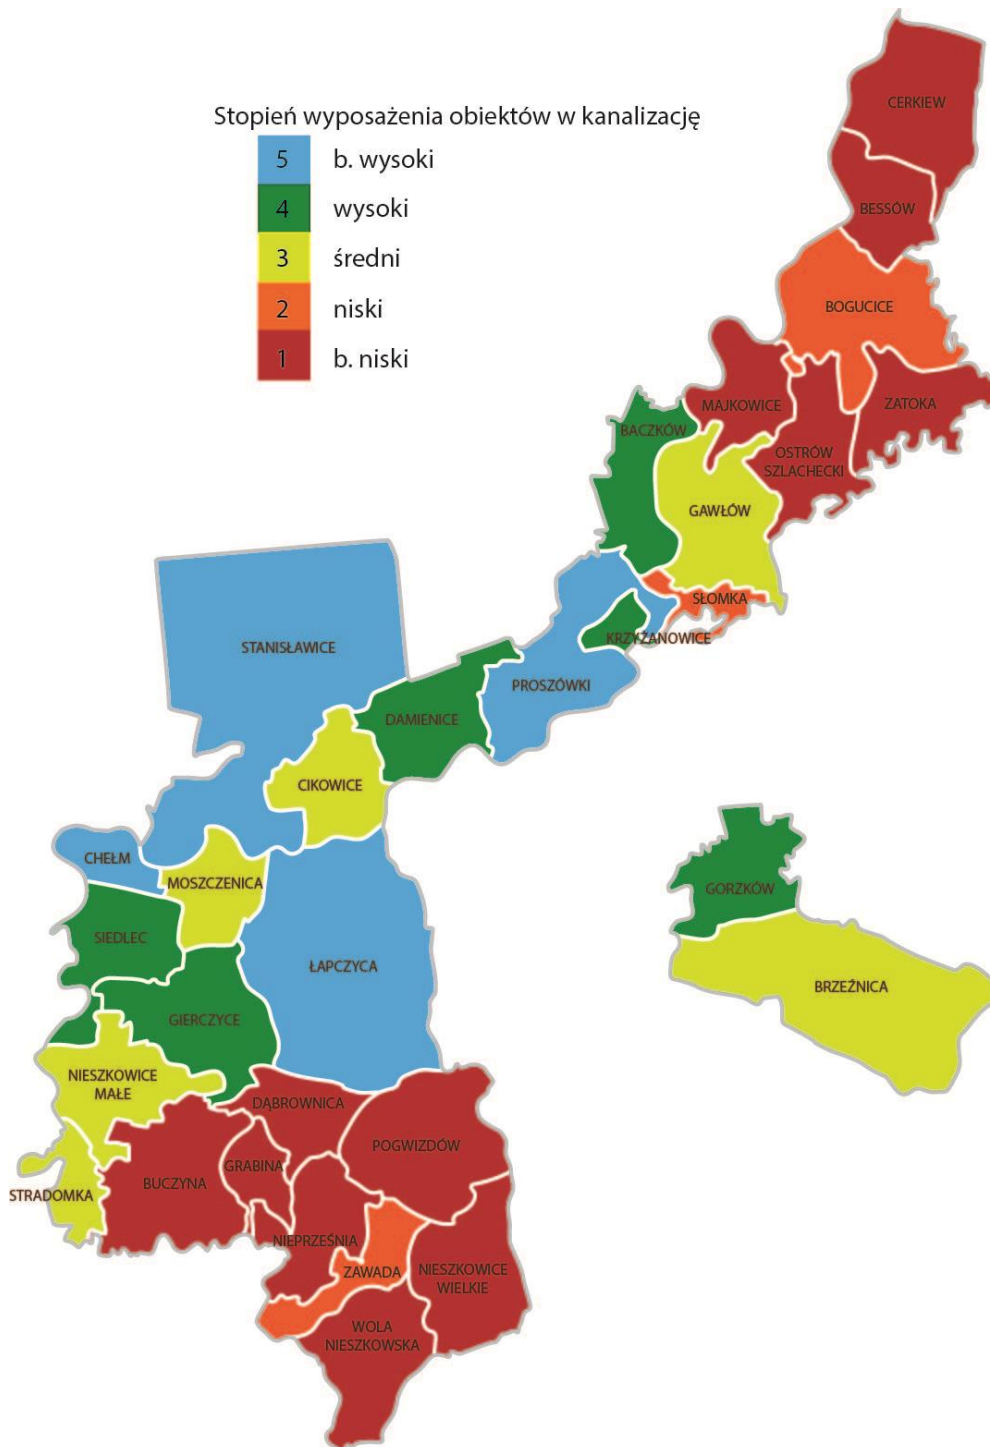 Stopień wyposażenia obiektów w kanalizację
5 b. wysoki
4 wysoki
3 średni
2 niski
1 b. niski
CERKIEW
BESSÓW
BOGUCICE
MAJKOWICE
ZATOKA
BACZKÓW
OSTRÓW
SZLACHECKI
GAWŁÓW
SŁOMKA
KRZYŻANOWICE
STANISŁAWICE
PROSZÓWKI
DAMIENICE
CIKOWICE
CHEŁM
MOSZCZENICA
GORZKÓW
SIEDLEC
ŁAPCZYCA
BRZEŹNICA
GIERCZYCE
NIESZKOWICE
MAŁE
DĄBROWNICA
POGWIZDÓW
GRABINA
BUCZYNA
STRADOMKA
NIEPRZEŚNIA
ZAWADA
NIESZKOWICE
WIELKIE
WOLA
NIESZKOWSKA